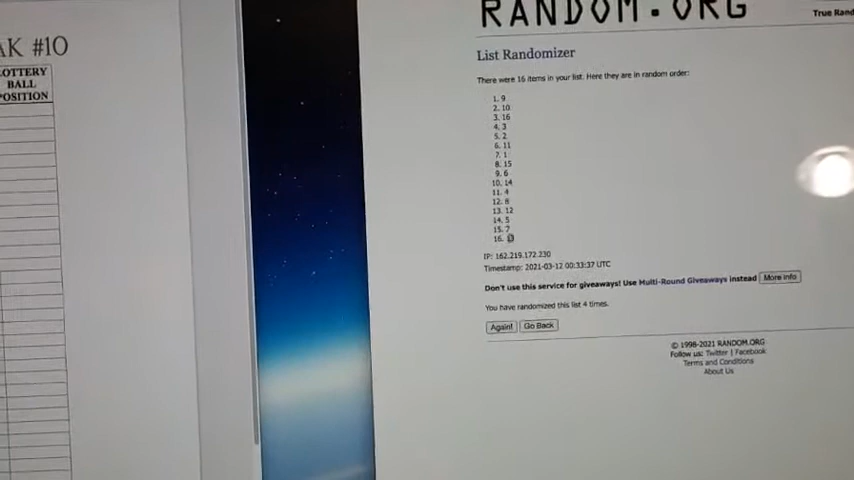 AK #10
LOTTERY
BALL
POSITION
RANDOM.ORG
True Rand
List Randomizer
There were 16 items in your list. Here they are in random order:
1. 9
2. 10
3. 16
4. 3
5. 2
6. 11
7. 1
8. 15
9. 6
10. 14
11. 4
12. 8
13. 12
14. 5
15. 7
16.
IP: 162.219.172.230
Timestamp: 2021-03-12 00:33:37 UTC
Don't use this service for giveaways! Use Multi-Round Giveaways instead
More info
You have randomized this list 4 times.
Again! Go Back
© 1998-2021 RANDOM.ORG
Follow us: Twitter | Facebook
Terms and Conditions
About Us